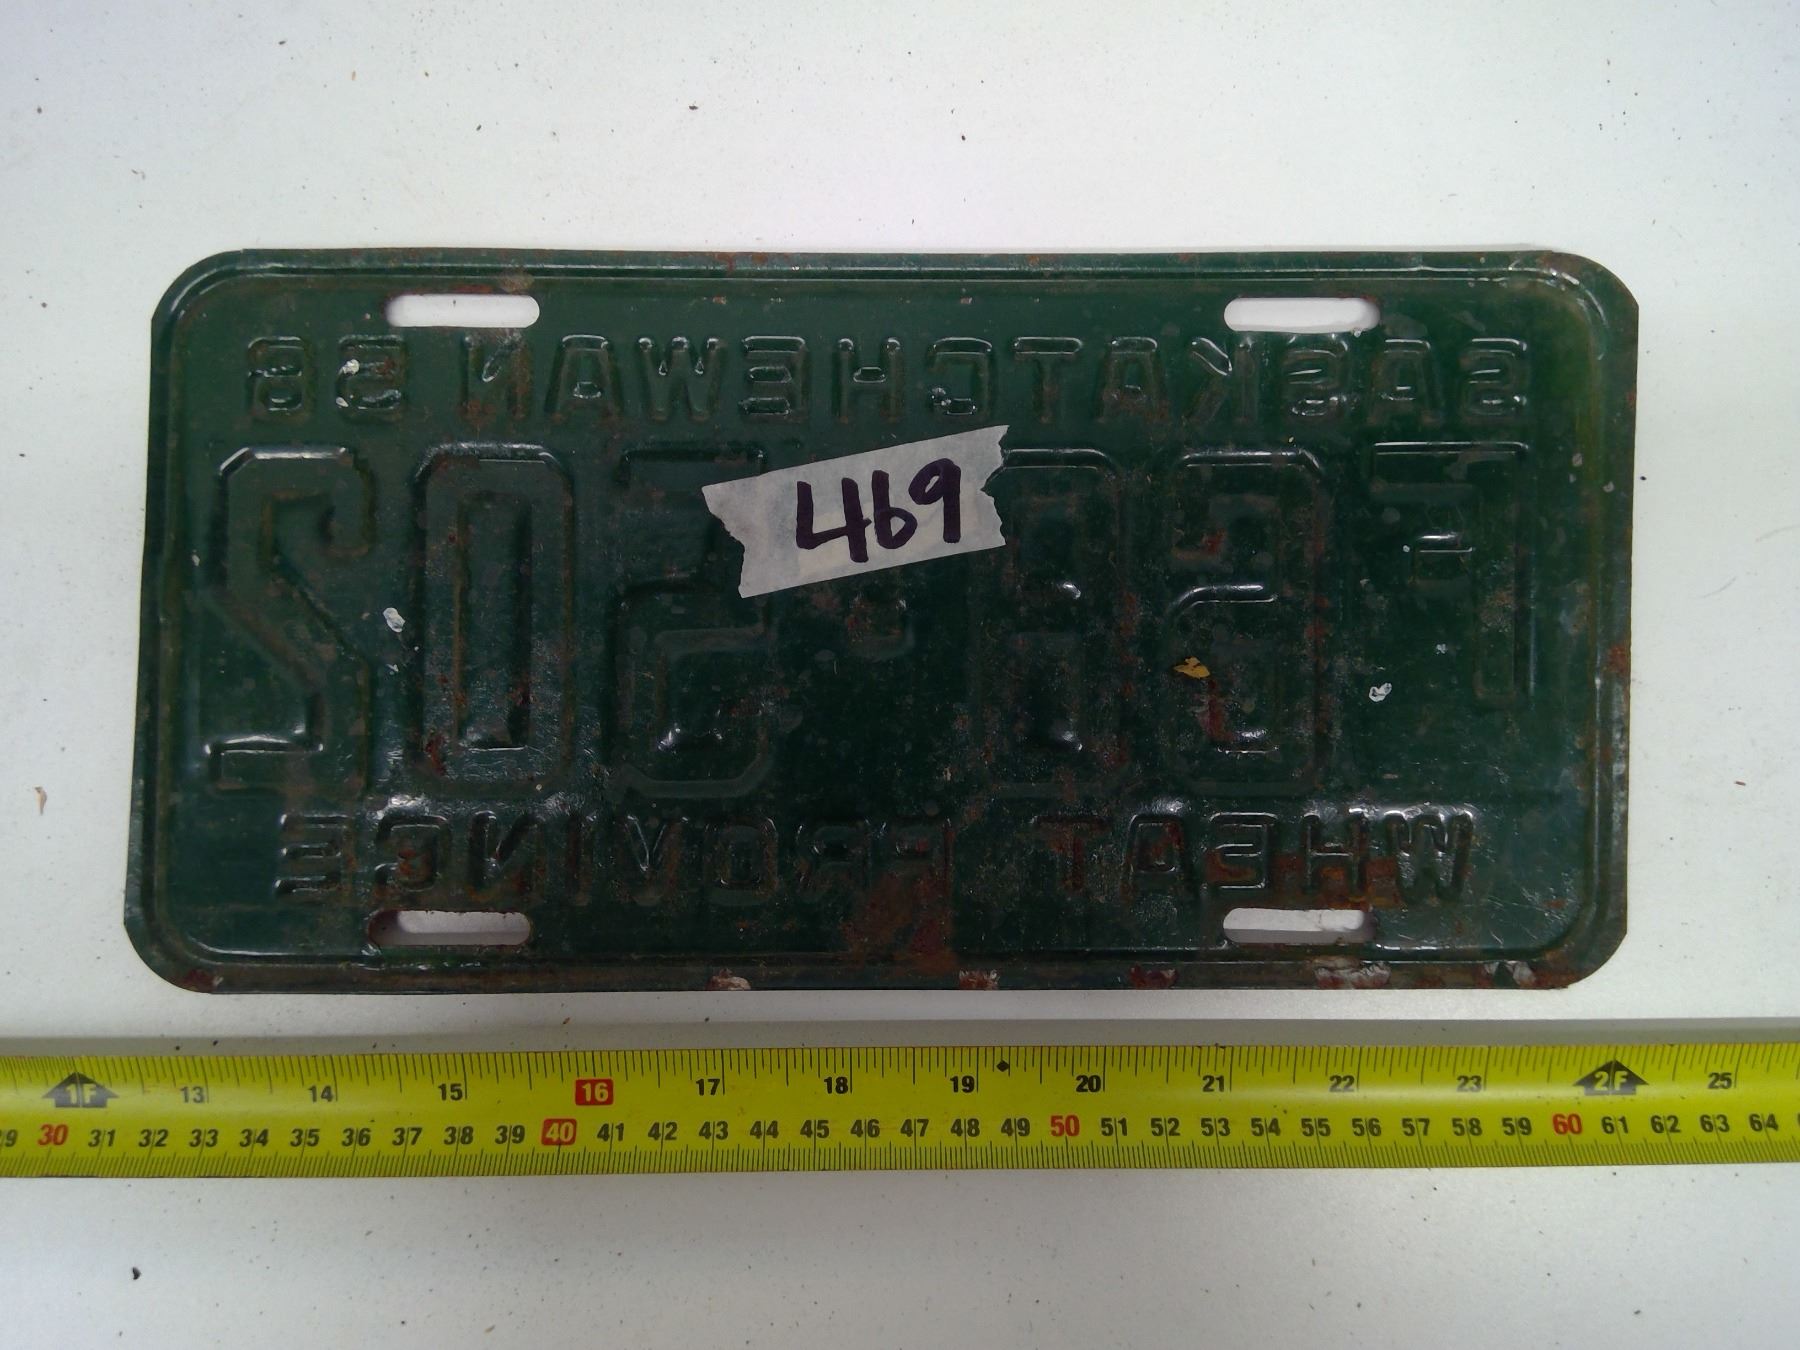 SASKATCHEWAN
469
WHEAT PROVINCE
1F 13 14 15 16 17 18 19 20 21 22 23 2F 25
30 31 32 33 34 35 36 37 38 39 40 41 42 43 44 45 46 47 48 49 50 51 52 53 54 55 56 57 58 59 60 61 62 63 64